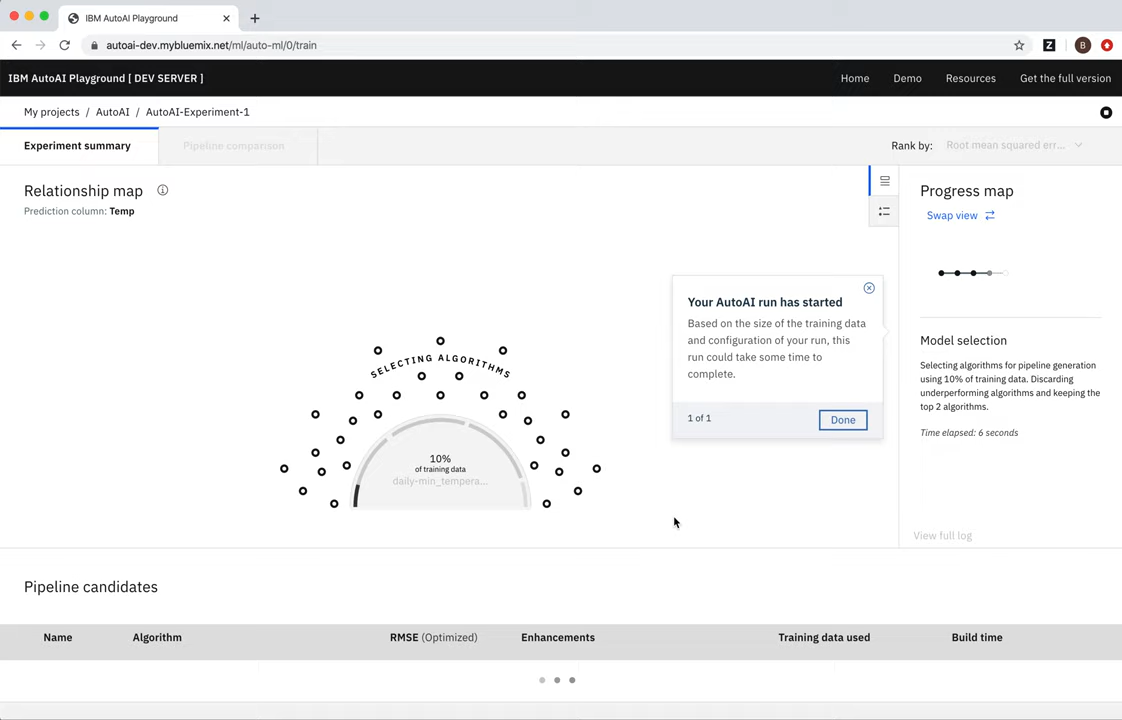 IBM AutoAI Playground
autoai-dev.mybluemix.net/ml/auto-ml/0/train
Z
B
IBM AutoAI Playground [ DEV SERVER ]
Home
Demo
Resources
Get the full version
My projects / AutoAI / AutoAI-Experiment-1
Experiment summary
Pipeline comparison
Rank by: Root mean squared err...
Relationship map
Prediction column: Temp
SELECTING ALGORITHMS
10%
of training data
daily-min_tempera...
Your AutoAI run has started
Based on the size of the training data
and configuration of your run, this
run could take some time to
complete.
1 of 1
Done
Progress map
Swap view
Model selection
Selecting algorithms for pipeline generation
using 10% of training data. Discarding
underperforming algorithms and keeping the
top 2 algorithms.
Time elapsed: 6 seconds
View full log
Pipeline candidates
Name
Algorithm
RMSE (Optimized)
Enhancements
Training data used
Build time